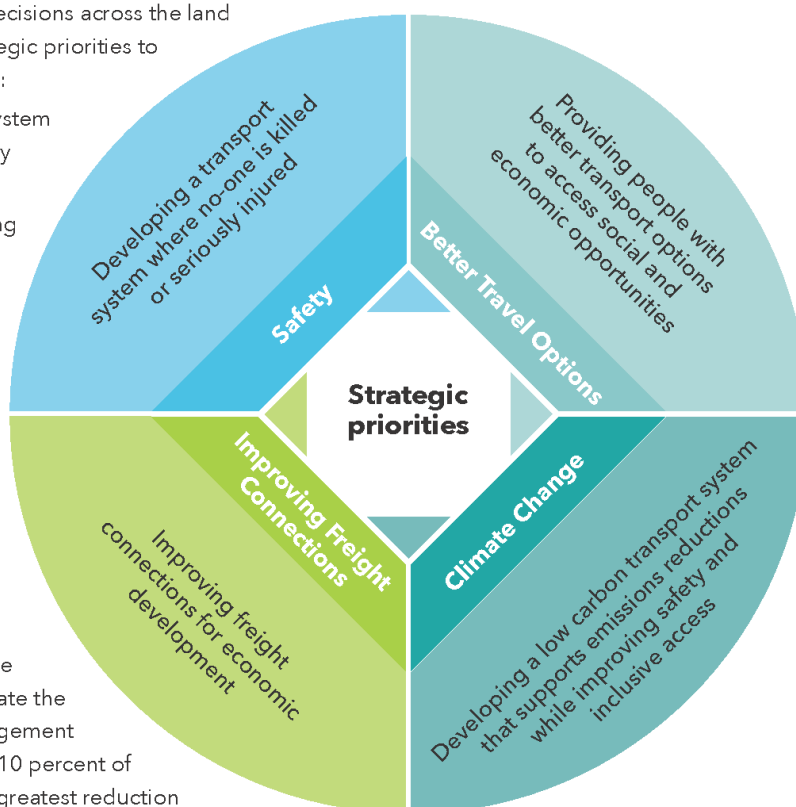 ecisions across the land
egic priorities to
:
ystem
y
ng
Developing a transport
system where no-one is killed
or seriously injured
Safety
Providing people with
better transport options
to access social and
economic opportunities
Better Travel Options
Strategic
priorities
Improving Freight
Connections
Improving freight
connections for economic
development
Climate Change
Developing a low carbon transport system
that supports emissions reductions
while improving safety and
inclusive access
e
ate the
gement
10 percent of
greatest reduction